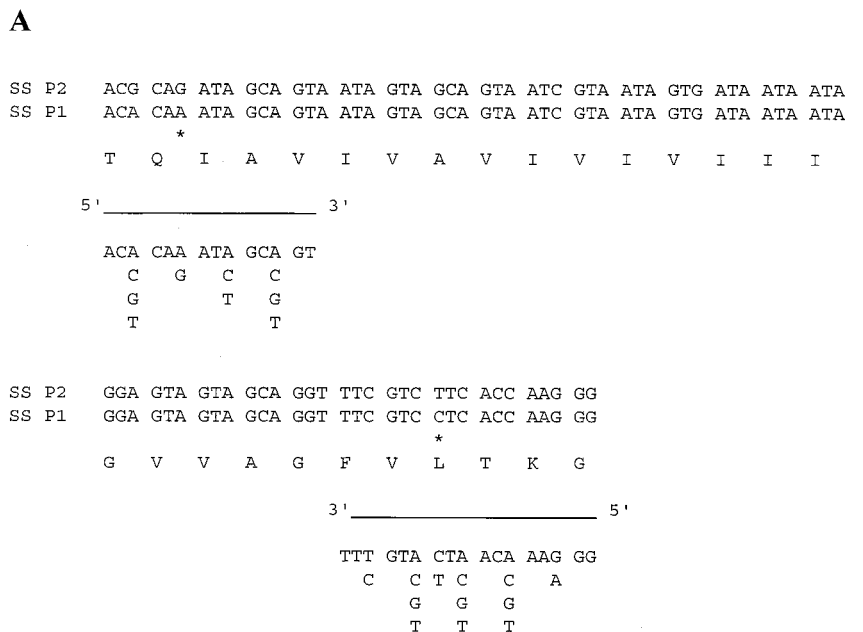 A
SS P2 ACG CAG ATA GCA GTA ATA GTA GCA GTA ATC GTA ATA GTG ATA ATA ATA
SS P1 ACA CAA ATA GCA GTA ATA GTA GCA GTA ATC GTA ATA GTG ATA ATA ATA
*
T Q I A V I V A V I V I V I I I
5' 3'
ACA CAA ATA GCA GT
C G C C
G T G
T T
SS P2 GGA GTA GTA GCA GGT TTC GTC TTC ACC AAG GG
SS P1 GGA GTA GTA GCA GGT TTC GTC CTC ACC AAG GG
*
G V V A G F V L T K G
3' 5'
TTT GTA CTA ACA AAG GG
C C T C C A
G G G
T T T